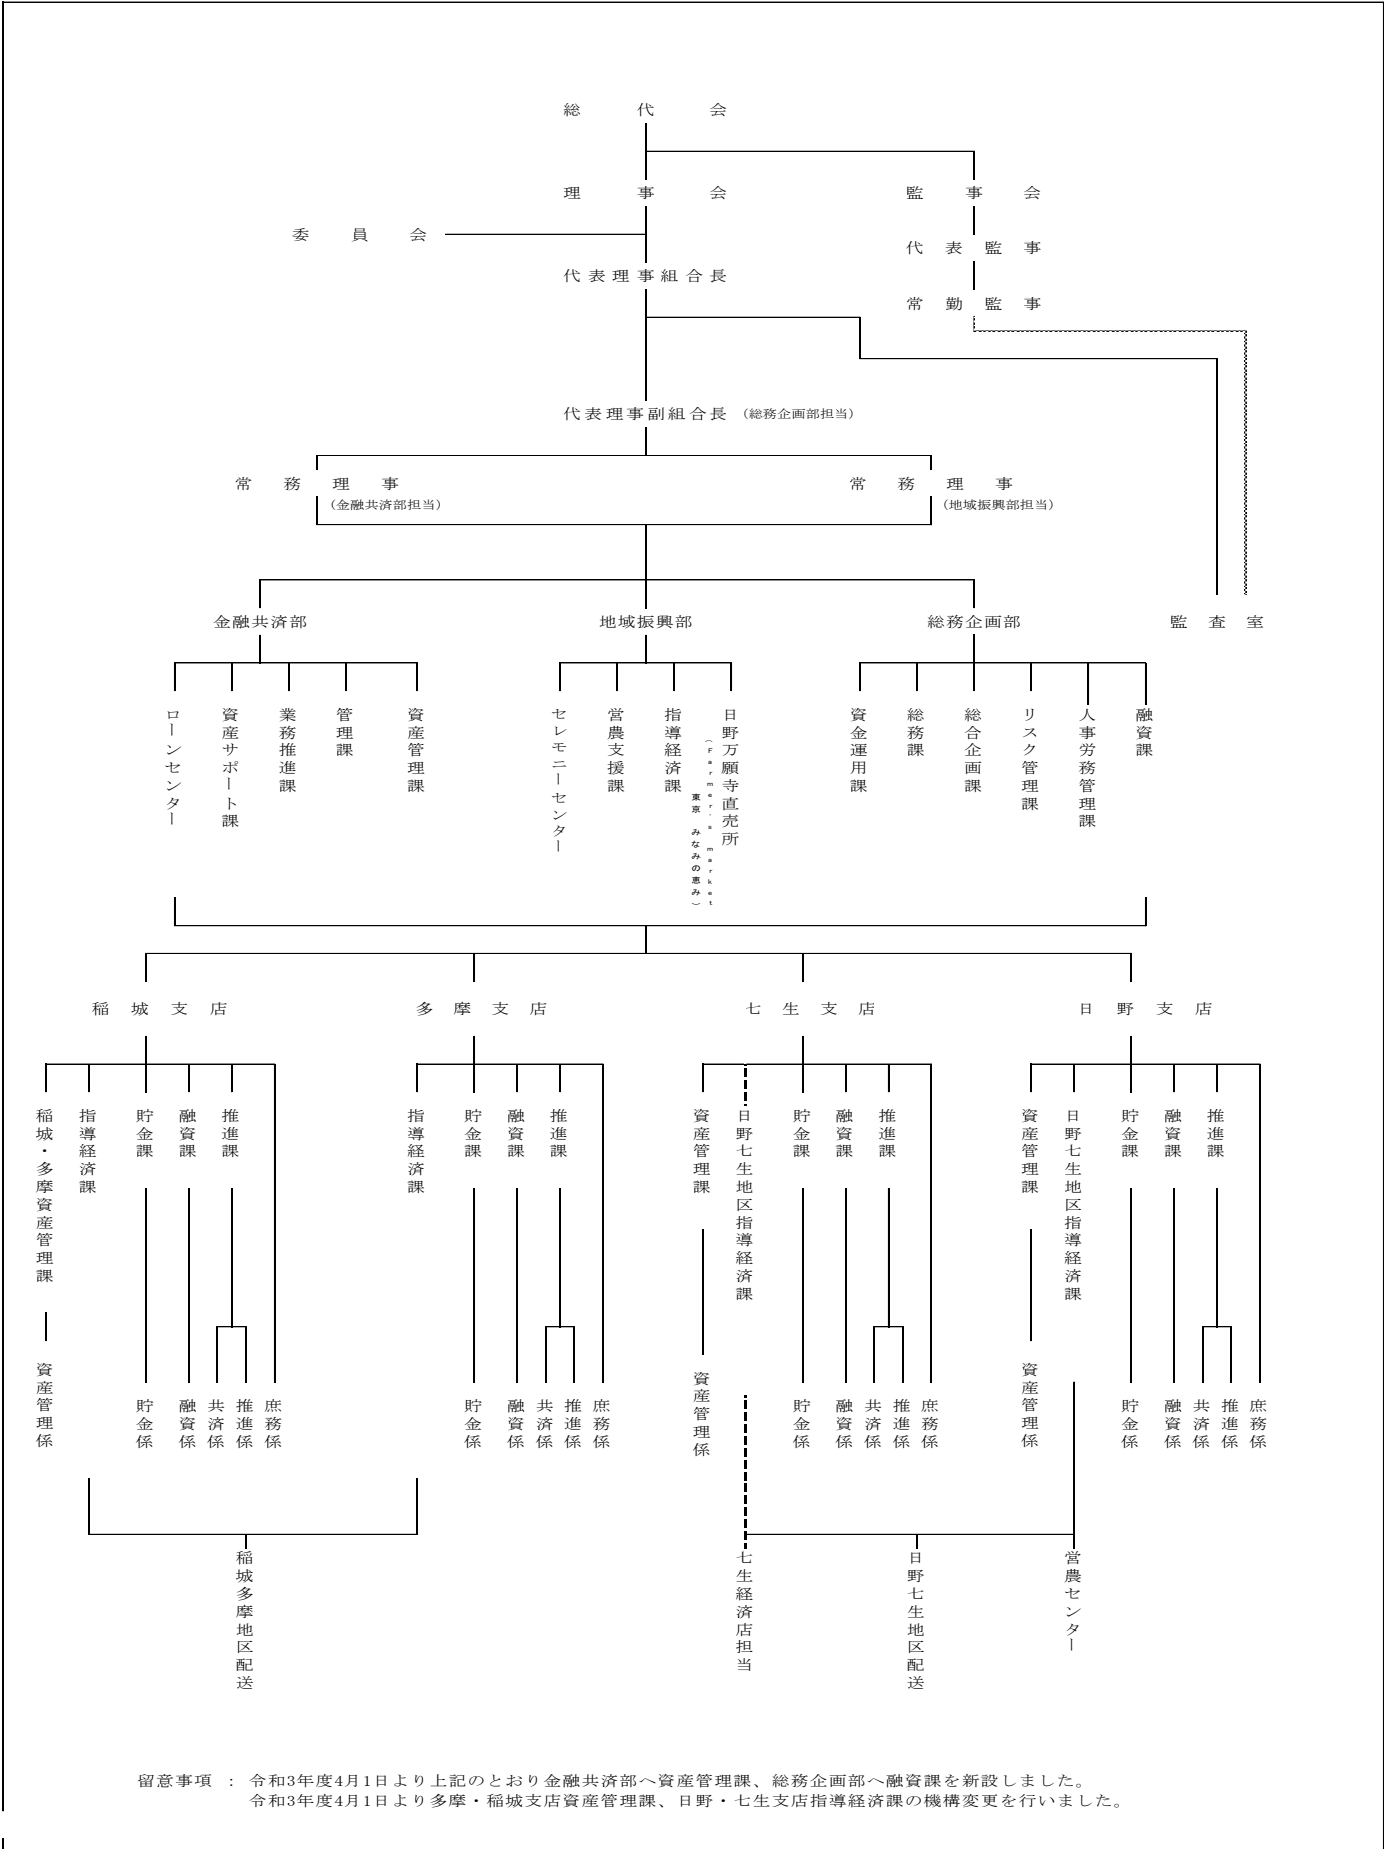 総代会
理事会
監事会
委員会
代表監事
代表理事組合長
常勤監事
代表理事副組合長 (総務企画部担当)
常務理事
(金融共済部担当)
常務理事
(地域振興部担当)
金融共済部
地域振興部
総務企画部
監査室
ローンセンター
資産サポート課
業務推進課
管理課
資産管理課
セレモニーセンター
営農支援課
指導経済課
日野万願寺直売所
(Farmer's market
東京 みなみの恵み)
資金運用課
総務課
総合企画課
リスク管理課
人事労務管理課
融資課
稲城支店
多摩支店
七生支店
日野支店
稲城・多摩資産管理課
指導経済課
貯金課
融資課
推進課
指導経済課
貯金課
融資課
推進課
資産管理課
日野七生地区指導経済課
貯金課
融資課
推進課
資産管理課
日野七生地区指導経済課
貯金課
融資課
推進課
資産管理係
貯金係
融資係
共済係
推進係
庶務係
貯金係
融資係
共済係
推進係
庶務係
資産管理係
貯金係
融資係
共済係
推進係
庶務係
資産管理係
貯金係
融資係
共済係
推進係
庶務係
稲城多摩地区配送
七生経済店担当
日野七生地区配送
営農センター
留意事項 : 令和3年度4月1日より上記のとおり金融共済部へ資産管理課、総務企画部へ融資課を新設しました。
令和3年度4月1日より多摩・稲城支店資産管理課、日野・七生支店指導経済課の機構変更を行いました。